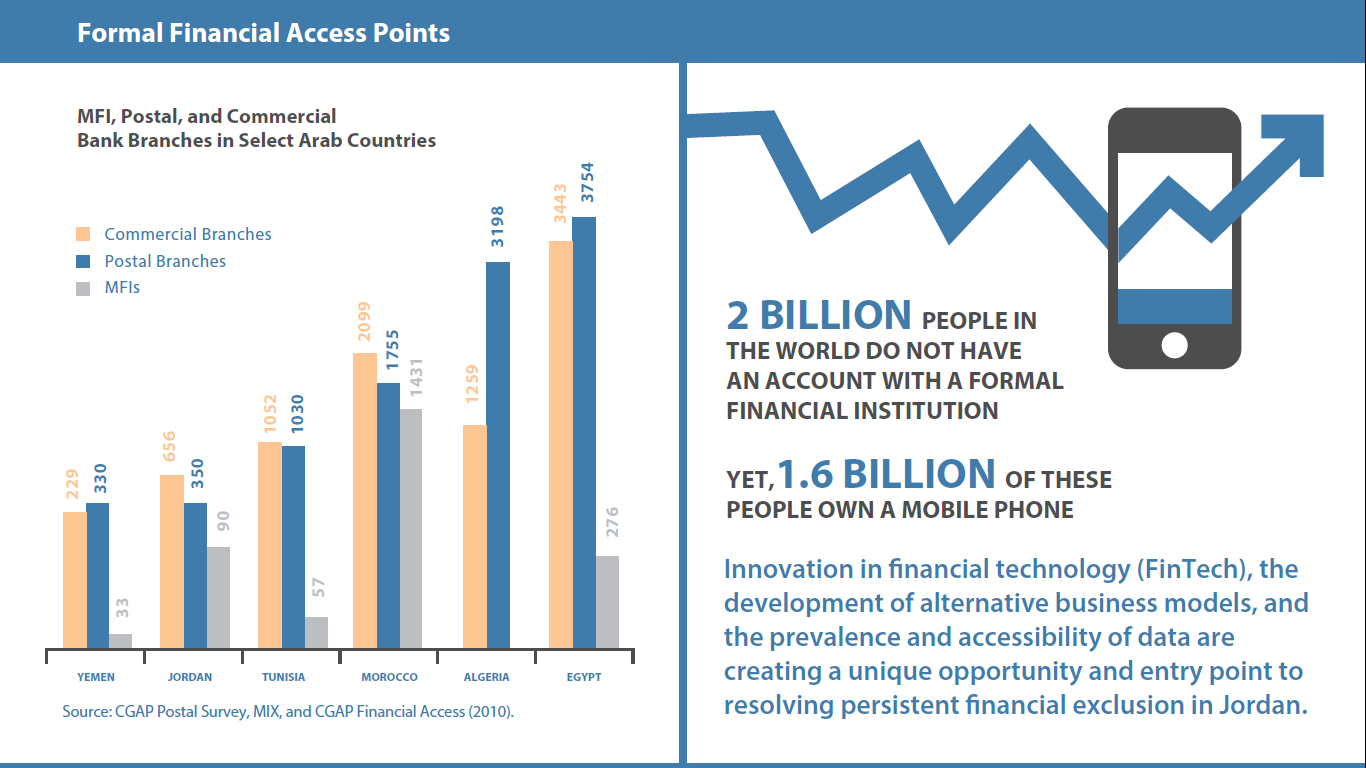 Formal Financial Access Points
MFI, Postal, and Commercial
Bank Branches in Select Arab Countries
Commercial Branches
Postal Branches
MFIs
229
330
33
656
350
90
1052
1030
57
2099
1755
1431
1259
3198
3443
3754
276
YEMEN
JORDAN
TUNISIA
MOROCCO
ALGERIA
EGYPT
Source: CGAP Postal Survey, MIX, and CGAP Financial Access (2010).
2 BILLION PEOPLE IN
THE WORLD DO NOT HAVE
AN ACCOUNT WITH A FORMAL
FINANCIAL INSTITUTION
YET, 1.6 BILLION OF THESE
PEOPLE OWN A MOBILE PHONE
Innovation in financial technology (FinTech), the
development of alternative business models, and
the prevalence and accessibility of data are
creating a unique opportunity and entry point to
resolving persistent financial exclusion in Jordan.